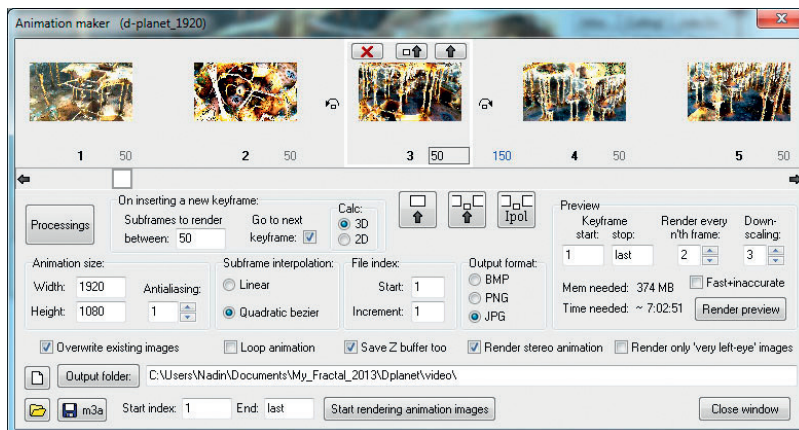 Animation maker (d-planet_1920)
1 50 2 50 3 50 150 4 50 5 50
Processings
On inserting a new keyframe:
Subframes to render
between: 50
Go to next
keyframe:
Calc:
3D
2D
Ipol
Preview
Keyframe
start: stop:
1 last
Render every
n'th frame:
2
Down-
scaling:
3
Mem needed: 374 MB
Fast+inaccurate
Time needed: ~ 7:02:51
Render preview
Animation size:
Width: 1920
Height: 1080
Antialiasing:
1
Subframe interpolation:
Linear
Quadratic bezier
File index:
Start: 1
Increment: 1
Output format:
BMP
PNG
JPG
Overwrite existing images Loop animation Save Z buffer too Render stereo animation Render only 'very left-eye' images
Output folder: C:\Users\Nadin\Documents\My_Fractal_2013\Dplanet\video\
m3a Start index: 1 End: last Start rendering animation images Close window